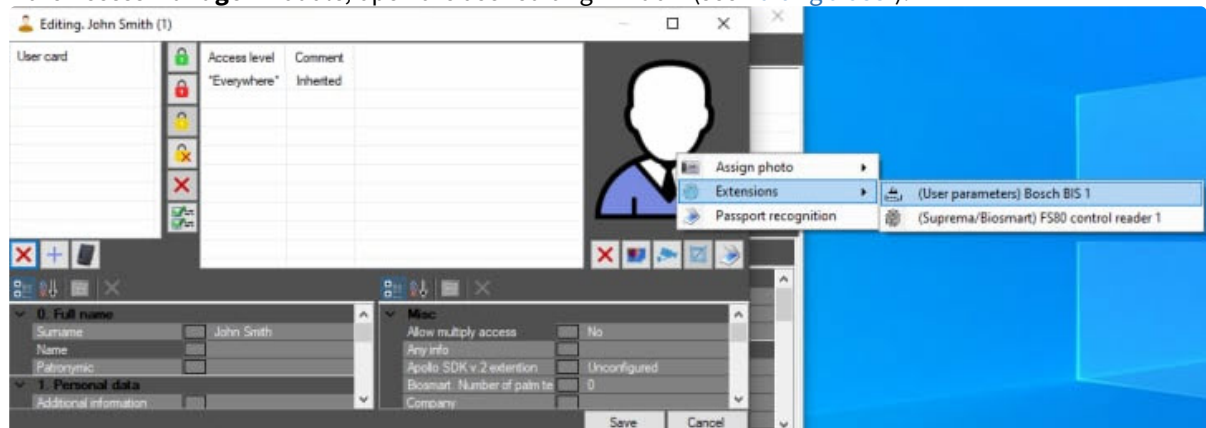 Editing. John Smith (1)
User card
Access level Comment
"Everywhere" Inherited
Assign photo
Extensions
Passport recognition
(User parameters) Bosch BIS 1
(Suprema/Biosmart) FS80 control reader 1
0. Full name
Surname John Smith
Name
Patronymic
1. Personal data
Additional information
Misc
Allow multiply access No
Any info
Apollo SDK v.2 extention Unconfigured
Biosmart. Number of palm te 0
Company
Save Cancel